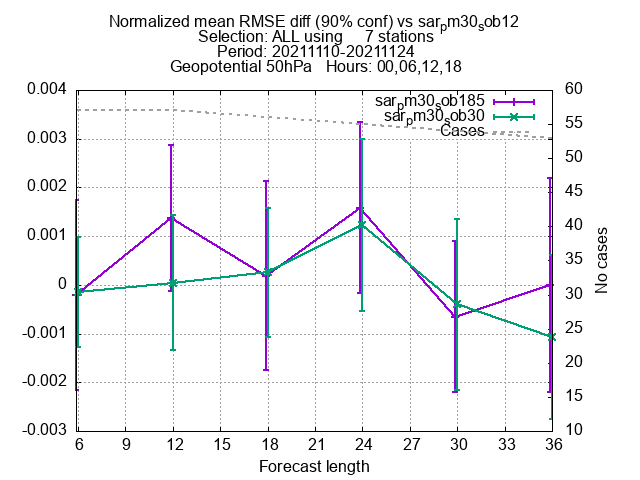 Normalized mean RMSE diff (90% conf) vs sarpm30sob12
Selection: ALL using 7 stations
Period: 20211110-20211124
Geopotential 50hPa Hours: 00,06,12,18
sarpm30sob185
sarpm30sob30
Cases
0.004
0.003
0.002
0.001
0
-0.001
-0.002
-0.003
60
55
50
45
40
35
30
25
20
15
10
No cases
6 9 12 15 18 21 24 27 30 33 36
Forecast length